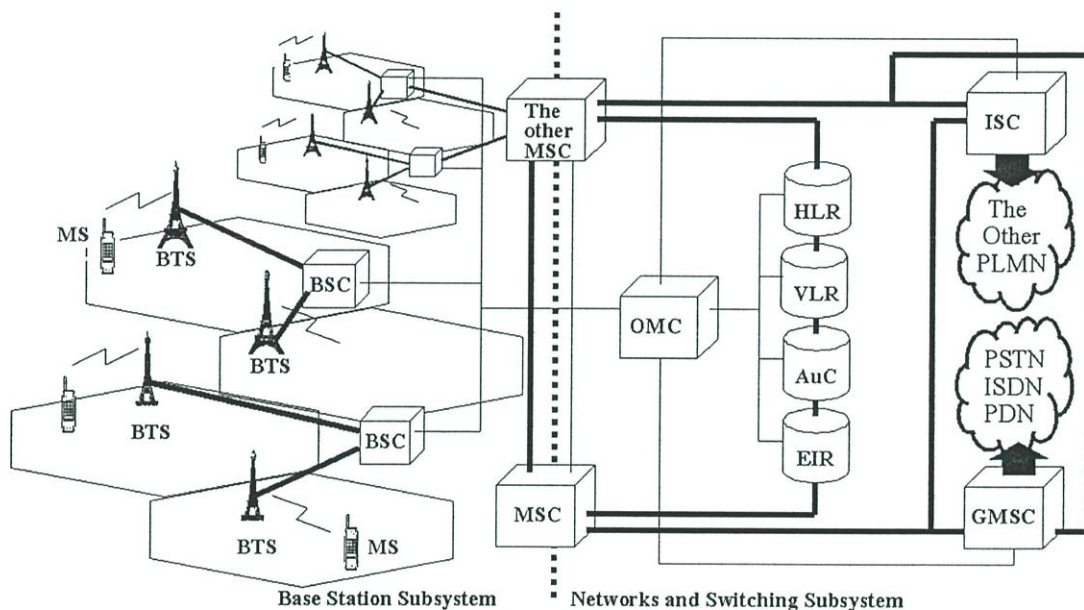 The
other
MSC
ISC
HLR
The
Other
PLMN
MS
BTS
BSC
VLR
OMC
BTS
PSTN
ISDN
PDN
AuC
BTS
BSC
EIR
MSC
GMSC
BTS
MS
Base Station Subsystem
Networks and Switching Subsystem